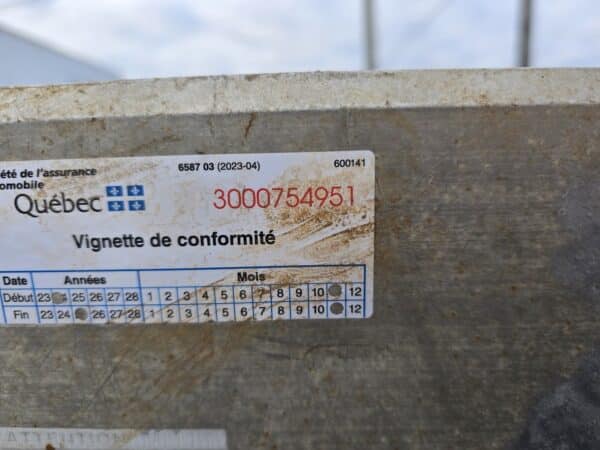 été de l'assurance 6587 03 (2023-04) 600141
omobile
Québec 3000754951
Vignette de conformité
Date Années Mois
Début 23 25 26 27 28 1 2 3 4 5 6 7 8 9 10 12
Fin 23 24 26 27 28 1 2 3 4 5 6 7 8 9 10 12